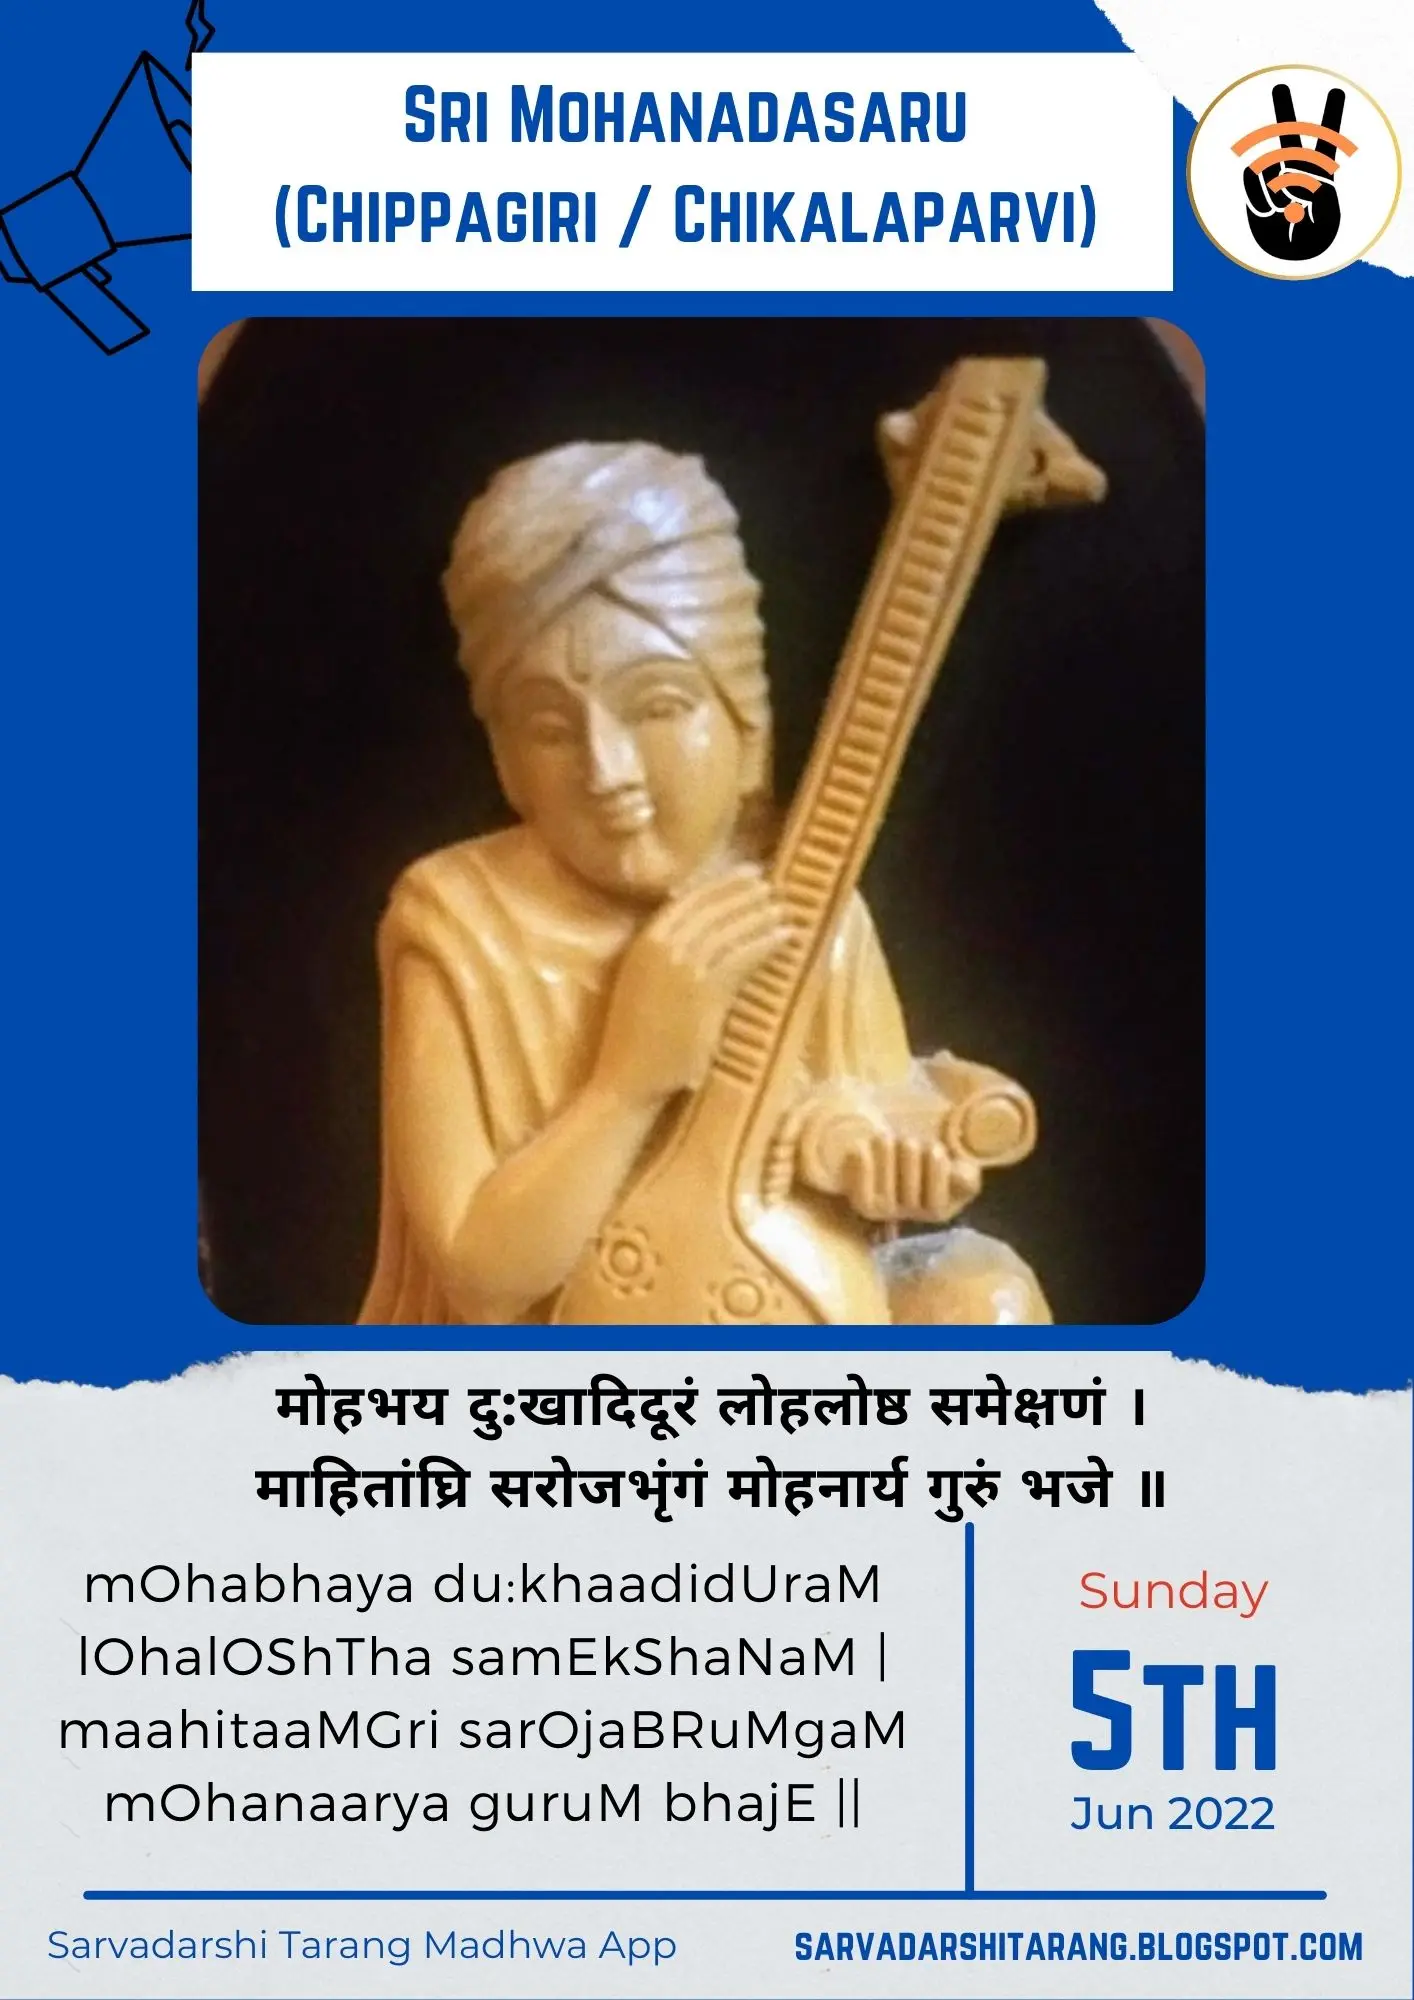 SRI MOHANADASARU
(CHIPPAGIRI / CHIKALAPARVI)
मोहभय दु:खादिदूरं लोहलोष्ठ समेक्षणं ।
माहितांघ्रि सरोजभृंगं मोहनार्य गुरुं भजे ॥
mOhabhaya du:khaadidUraM
lOhalOShTha samEkShaNaM |
maahitaaMGri sarOjaBRuMgaM
mOhanaarya guruM bhajE ||
Sunday
5TH
Jun 2022
Sarvadarshi Tarang Madhwa App
SARVADARSHITARANG.BLOGSPOT.COM